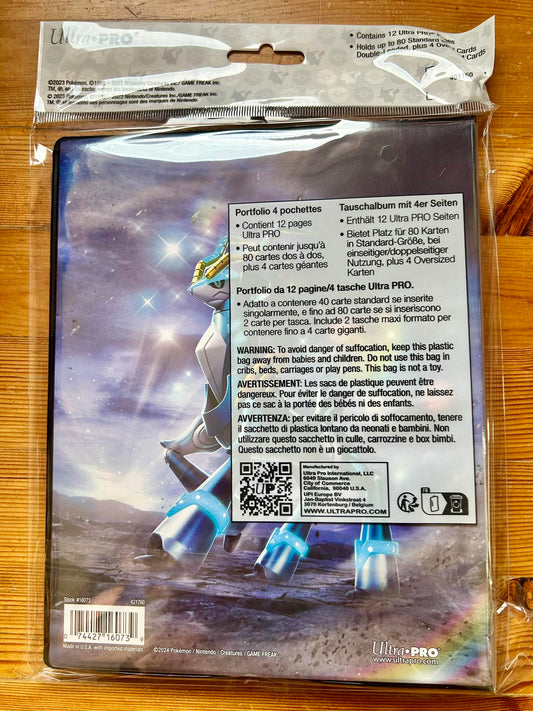 Ultra•PRO
• Contains 12 Ultra PRO
• Holds up to 80 Standard
Double-Loaded, plus 4 Cards
Cards
©2023 Pokémon, ©1995 – 2023 Nintendo/Creatures Inc./GAME FREAK inc.
©2023 Nintendo/Creatures Inc./GAME FREAK inc.
et des personnages sont des marques de Nintendo.
Portfolio 4 pochettes
• Contient 12 pages
Ultra PRO
• Peut contenir jusqu'à
80 cartes dos à dos,
plus 4 cartes géantes
Tauschalbum mit 4er Seiten
• Enthält 12 Ultra PRO Seiten
• Bietet Platz für 80 Karten
in Standard-Größe, bei
einseitiger/doppelseitiger
Nutzung, plus 4 Oversized
Karten
Portfolio da 12 pagine/4 tasche Ultra PRO.
• Adatto a contenere 40 carte standard se inserite
singolarmente, e fino ad 80 carte se si inseriscono
2 carte per tasca. Include 2 tasche maxi formato per
contenere fino a 4 carte giganti.
WARNING: To avoid danger of suffocation, keep this plastic
bag away from babies and children. Do not use this bag in
cribs, beds, carriages or play pens. This bag is not a toy.
AVERTISSEMENT: Les sacs de plastique peuvent être
dangereux. Pour éviter le danger de suffocation, ne laissez
pas ce sac à la portée des bébés ni des enfants.
AVVERTENZA: per evitare il pericolo di soffocamento, tenere
il sacchetto di plastica lontano da neonati e bambini. Non
utilizzare questo sacchetto in culle, carrozzine e box bimbi.
Questo sacchetto non è un giocattolo.
UP
Manufactured by
Ultra Pro International, LLC
6049 Slauson Ave.
City of Commerce
California, 90040 U.S.A.
UPI Europe BV
Jan-Baptist Vinkstraat 4
3070 Kortenburg / Belgium
WWW.ULTRAPRO.COM
Stock #16073
421760
0 74427 16073 9
Made in U.S.A. with imported materials.
©2024 Pokémon / Nintendo / Creatures / GAME FREAK.
Ultra•PRO
www.ultrapro.com